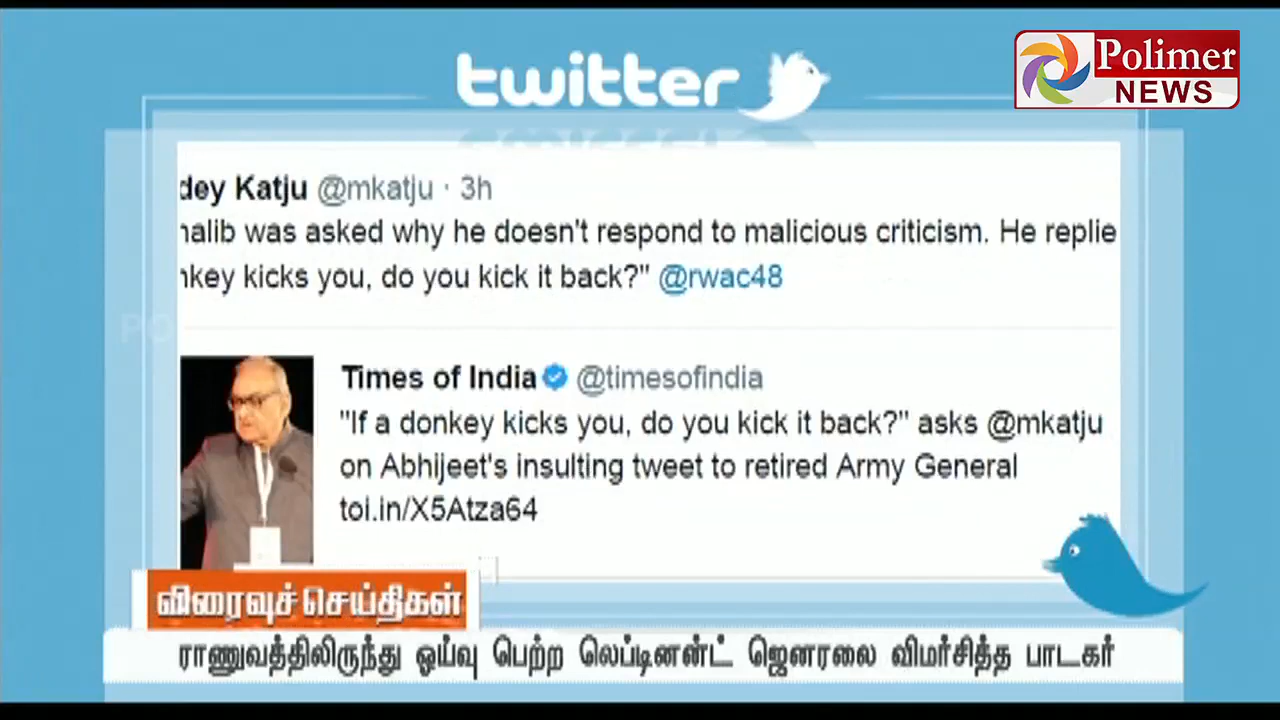 twitter
Polimer
NEWS
dey Katju @mkatju · 3h
halib was asked why he doesn't respond to malicious criticism. He replie
nkey kicks you, do you kick it back?" @rwac48
Times of India @timesofindia
"If a donkey kicks you, do you kick it back?" asks @mkatju
on Abhijeet's insulting tweet to retired Army General
toi.in/X5Atza64
விரைவுச் செய்திகள்
ராணுவத்திலிருந்து ஓய்வு பெற்ற லெப்டினன்ட் ஜெனரலை விமர்சித்த பாடகர்